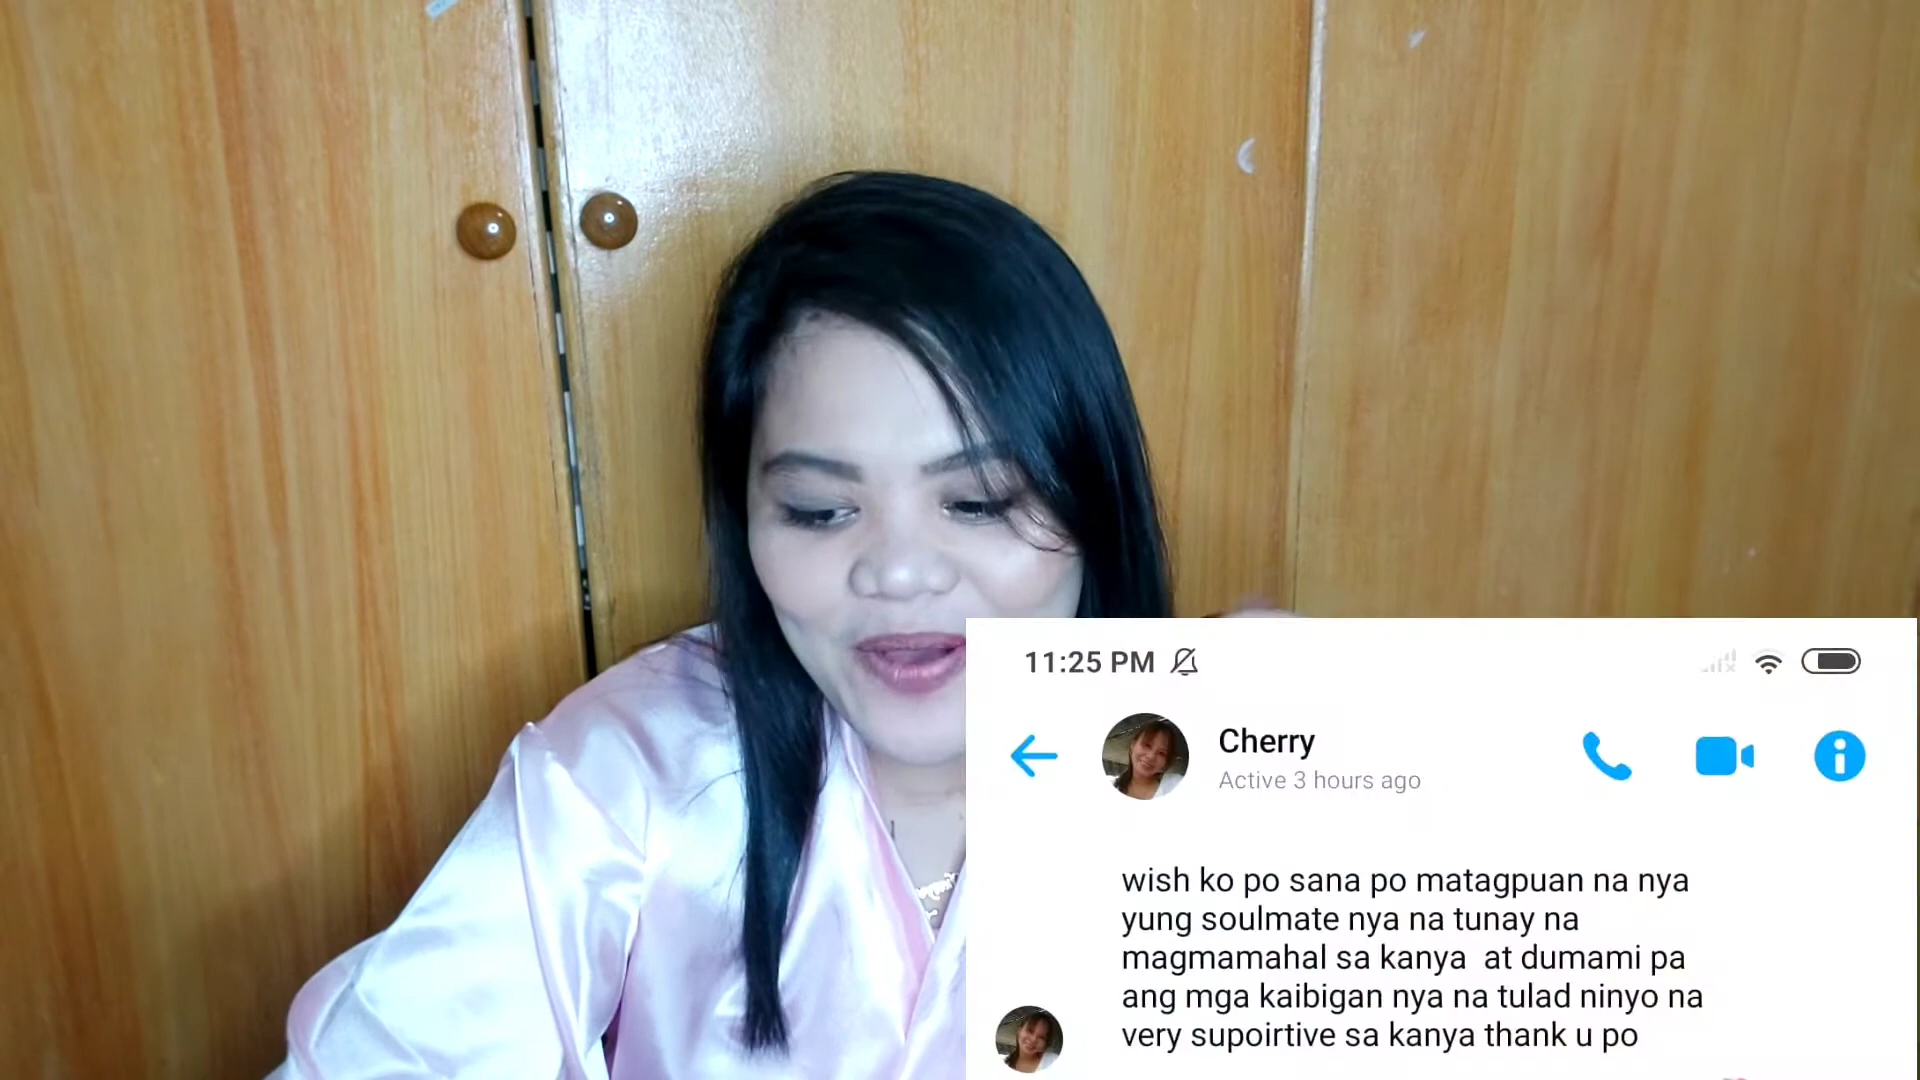 11:25 PM
Cherry
Active 3 hours ago
wish ko po sana po matagpuan na nya
yung soulmate nya na tunay na
magmamahal sa kanya at dumami pa
ang mga kaibigan nya na tulad ninyo na
very supoirtive sa kanya thank u po